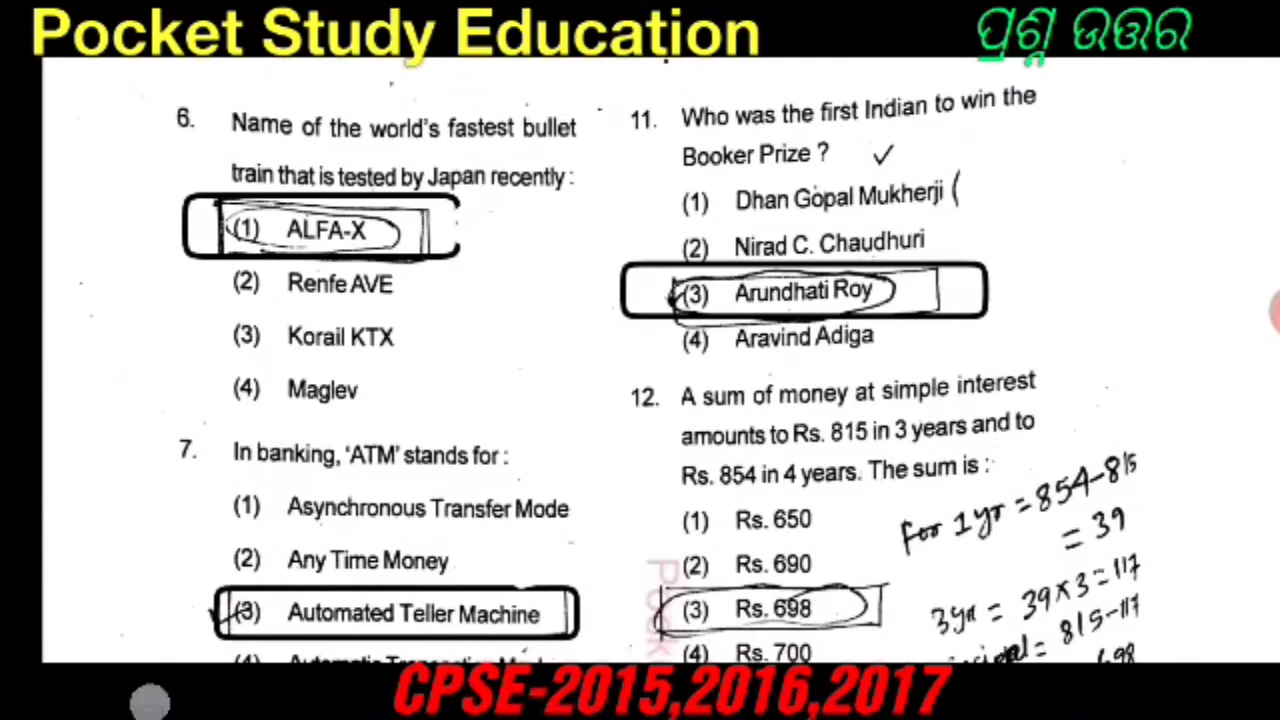 Pocket Study Education
ପ୍ରଶ୍ନ ଉତ୍ତର
6. Name of the world's fastest bullet
train that is tested by Japan recently :
(1) ALFA-X
(2) Renfe AVE
(3) Korail KTX
(4) Maglev
7. In banking, 'ATM' stands for :
(1) Asynchronous Transfer Mode
(2) Any Time Money
(3) Automated Teller Machine
(4)
11. Who was the first Indian to win the
Booker Prize ?
(1) Dhan Gopal Mukherji (
(2) Nirad C. Chaudhuri
(3) Arundhati Roy
(4) Aravind Adiga
12. A sum of money at simple interest
amounts to Rs. 815 in 3 years and to
Rs. 854 in 4 years. The sum is :
(1) Rs. 650
(2) Rs. 690
(3) Rs. 698
(4) Rs. 700
for 1 yr = 854-815
= 39
3yr = 39 x 3 = 117
= 815-117
698
Pock
CPSE-2015,2016,2017